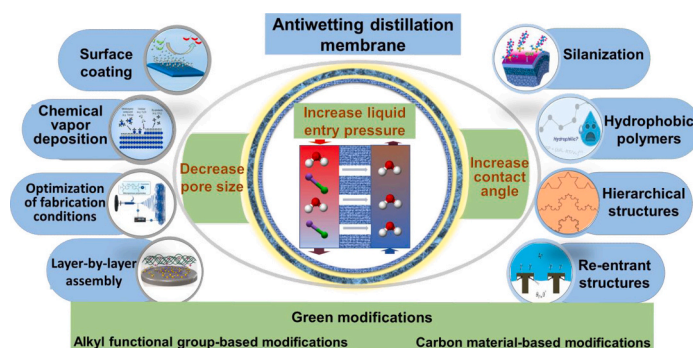 Antiwetting distillation
membrane
Surface
coating
Chemical
vapor
deposition
Optimization
of fabrication
conditions
Layer-by-layer
assembly
Decrease
pore size
Increase liquid
entry pressure
Increase
contact
angle
Silanization
Hydrophobic
polymers
Hierarchical
structures
Re-entrant
structures
Green modifications
Alkyl functional group-based modifications
Carbon material-based modifications